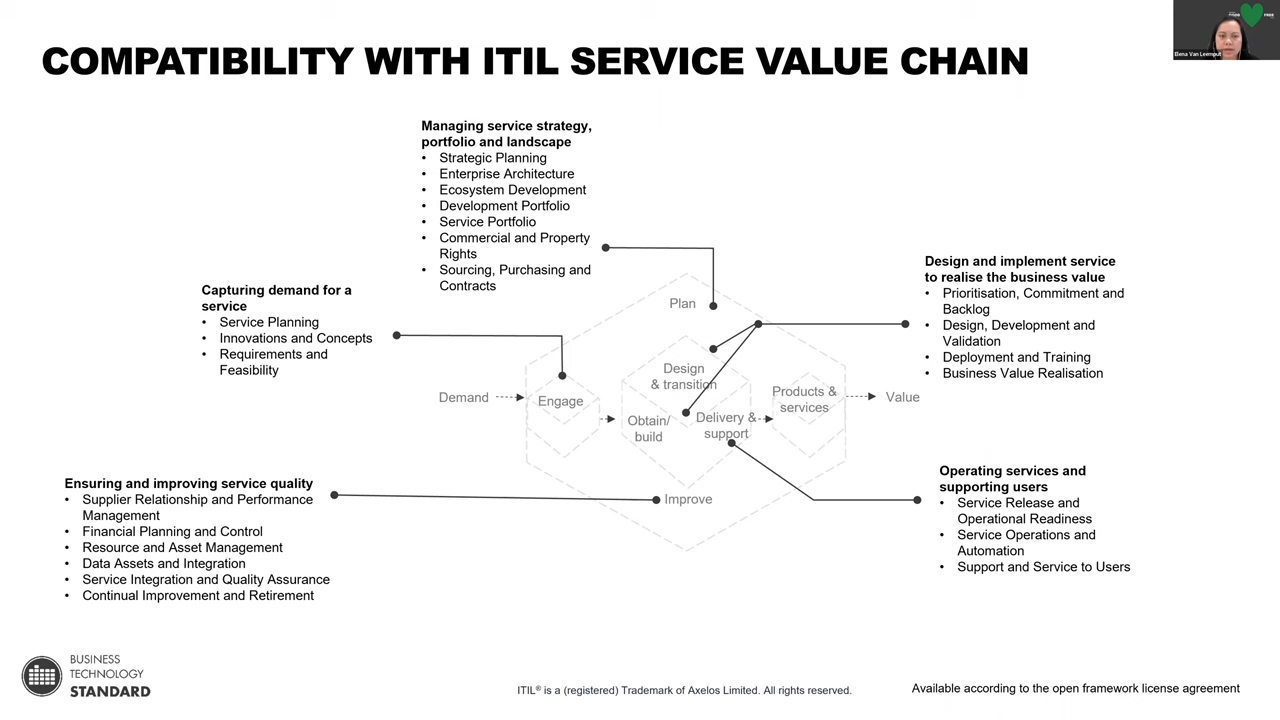 COMPATIBILITY WITH ITIL SERVICE VALUE CHAIN
Elena Van Leemput
Managing service strategy,
portfolio and landscape
• Strategic Planning
• Enterprise Architecture
• Ecosystem Development
• Development Portfolio
• Service Portfolio
• Commercial and Property
Rights
• Sourcing, Purchasing and
Contracts
Capturing demand for a
service
• Service Planning
• Innovations and Concepts
• Requirements and
Feasibility
Design and implement service
to realise the business value
• Prioritisation, Commitment and
Backlog
• Design, Development and
Validation
• Deployment and Training
• Business Value Realisation
Plan
Design
& transition
Demand
Engage
Obtain/
build
Delivery &
support
Products &
services
Value
Improve
Ensuring and improving service quality
• Supplier Relationship and Performance
Management
• Financial Planning and Control
• Resource and Asset Management
• Data Assets and Integration
• Service Integration and Quality Assurance
• Continual Improvement and Retirement
Operating services and
supporting users
• Service Release and
Operational Readiness
• Service Operations and
Automation
• Support and Service to Users
BUSINESS
TECHNOLOGY
STANDARD
ITIL® is a (registered) Trademark of Axelos Limited. All rights reserved.
Available according to the open framework license agreement